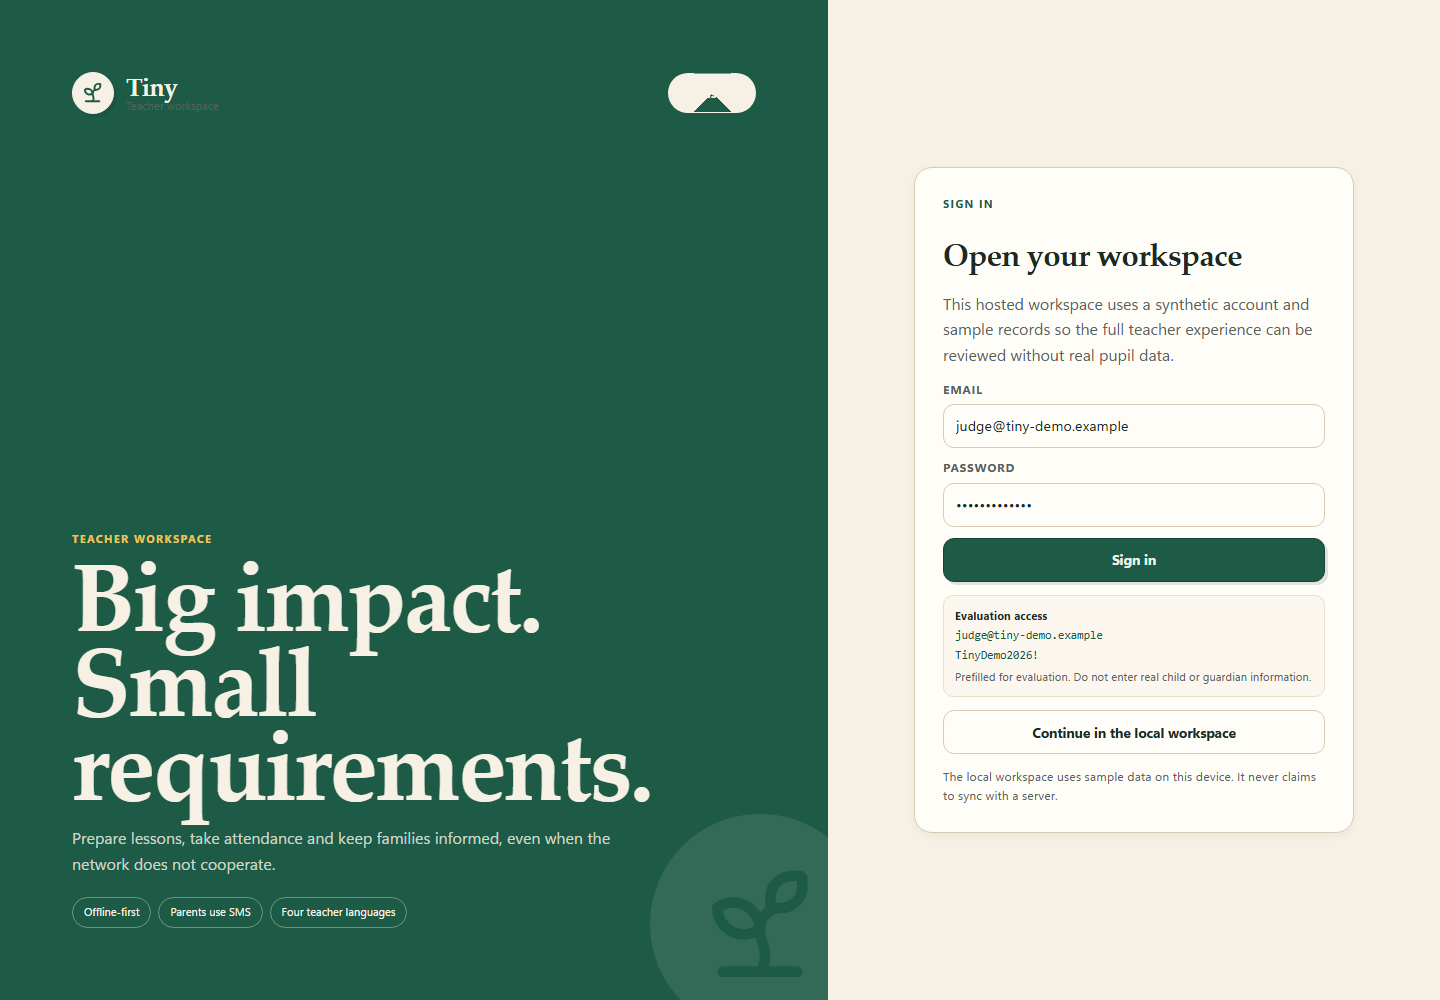 Tiny
Teacher workspace
TEACHER WORKSPACE
Big impact.
Small
requirements.
Prepare lessons, take attendance and keep families informed, even when the
network does not cooperate.
Offline-first
Parents use SMS
Four teacher languages
SIGN IN
Open your workspace
This hosted workspace uses a synthetic account and
sample records so the full teacher experience can be
reviewed without real pupil data.
EMAIL
judge@tiny-demo.example
PASSWORD
•••••••••••••
Sign in
Evaluation access
judge@tiny-demo.example
TinyDemo2026!
Prefilled for evaluation. Do not enter real child or guardian information.
Continue in the local workspace
The local workspace uses sample data on this device. It never claims
to sync with a server.